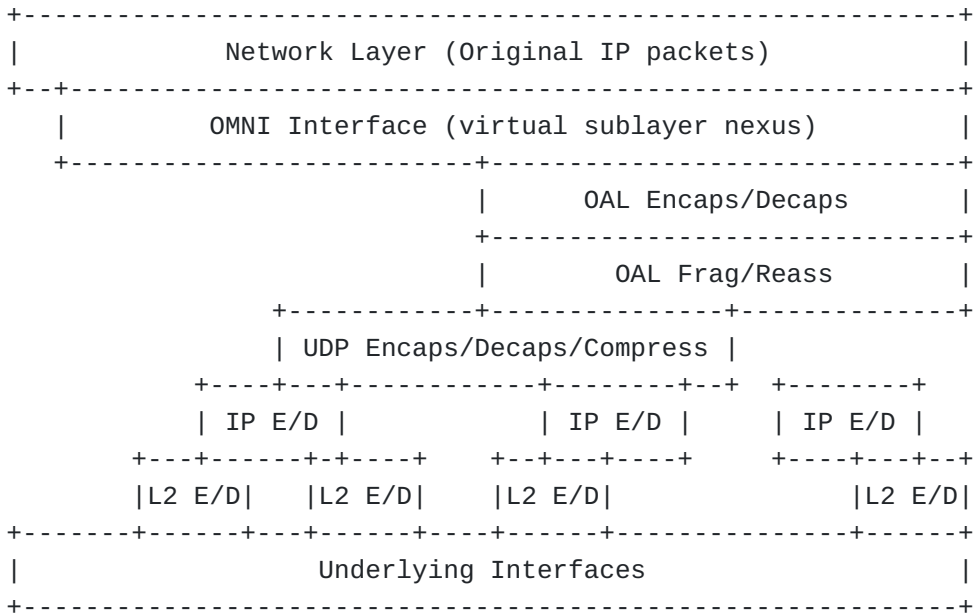 Network Layer (Original IP packets)
OMNI Interface (virtual sublayer nexus)
OAL Encaps/Decaps
OAL Frag/Reass
UDP Encaps/Decaps/Compress
IP E/D IP E/D IP E/D
L2 E/D L2 E/D L2 E/D L2 E/D
Underlying Interfaces